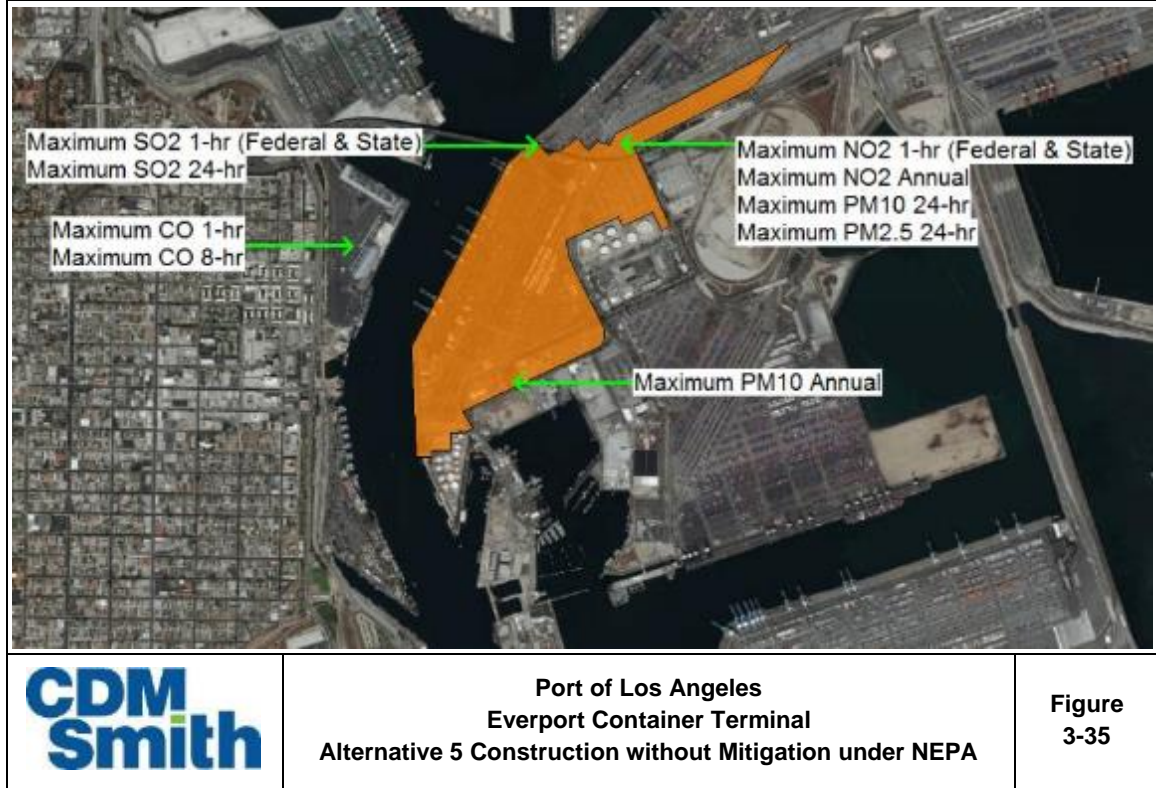 Maximum SO2 1-hr (Federal & State)
Maximum SO2 24-hr
Maximum NO2 1-hr (Federal & State)
Maximum NO2 Annual
Maximum PM10 24-hr
Maximum PM2.5 24-hr
Maximum CO 1-hr
Maximum CO 8-hr
Maximum PM10 Annual
CDM
Smith
Port of Los Angeles
Everport Container Terminal
Alternative 5 Construction without Mitigation under NEPA
Figure
3-35